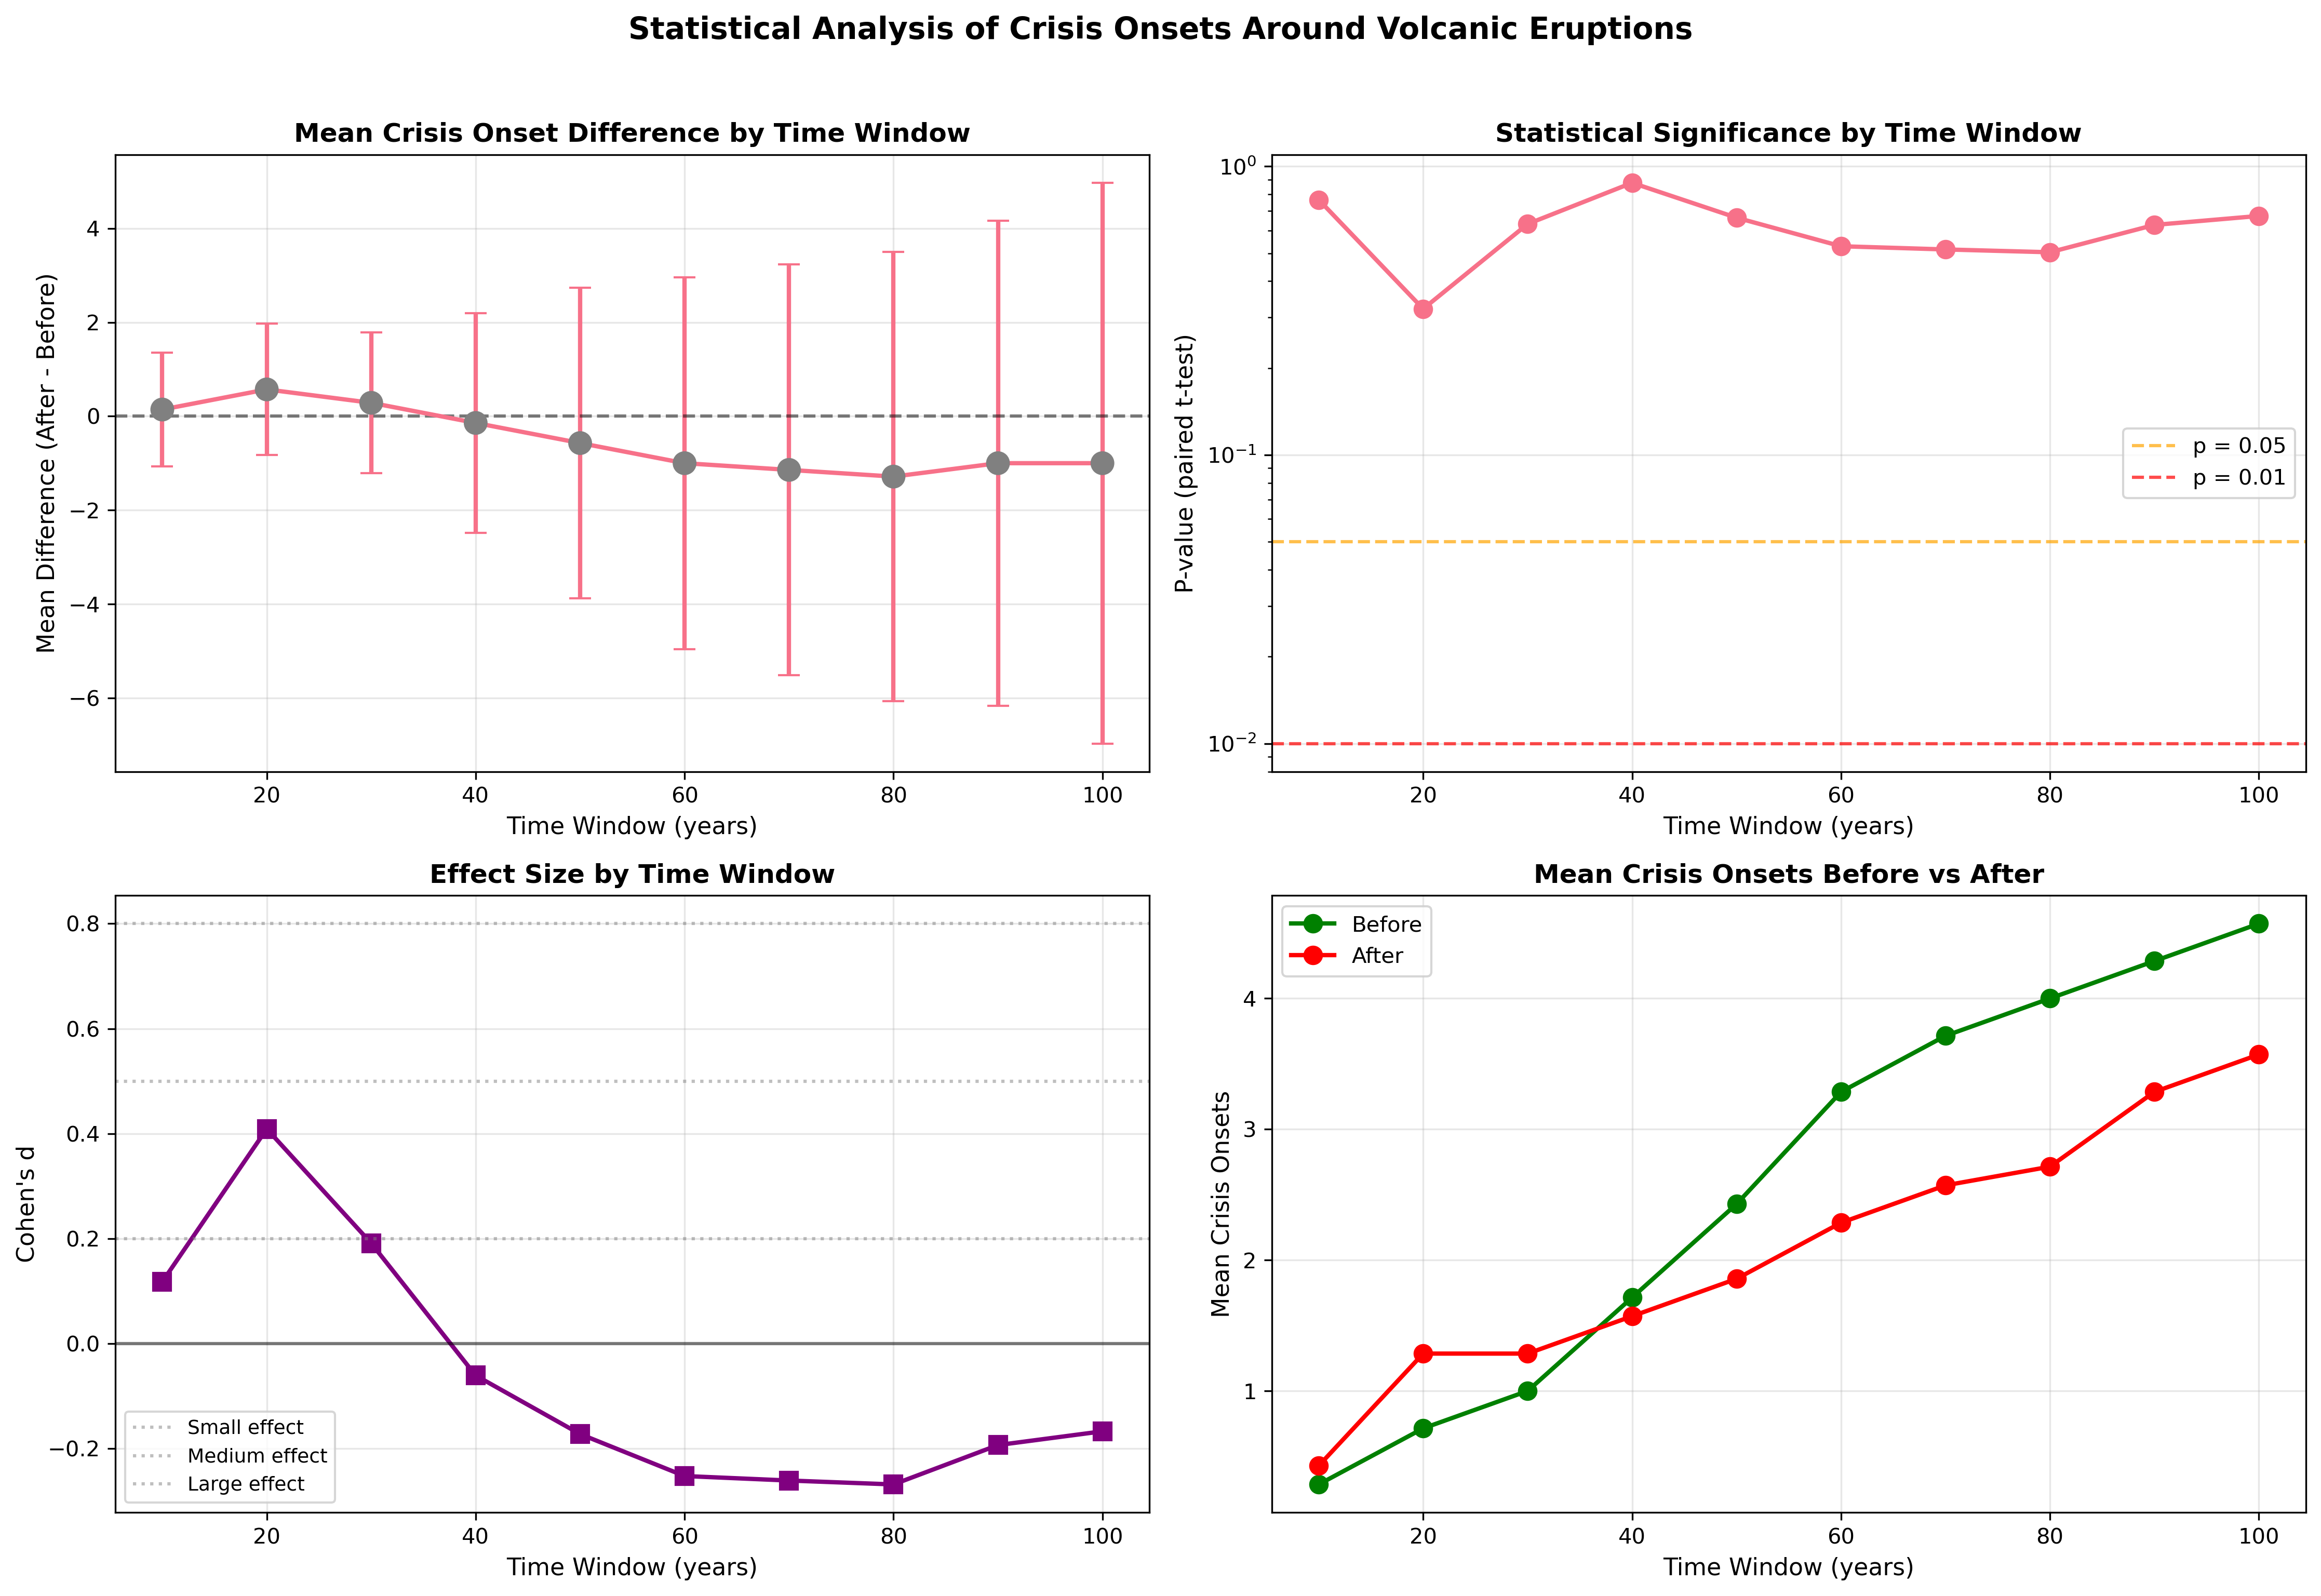 Statistical Analysis of Crisis Onsets Around Volcanic Eruptions
Mean Crisis Onset Difference by Time Window
Mean Difference (After - Before)
4
2
0
−2
−4
−6
20
40
60
80
100
Time Window (years)
Statistical Significance by Time Window
P-value (paired t-test)
10⁰
10⁻¹
10⁻²
p = 0.05
p = 0.01
20
40
60
80
100
Time Window (years)
Effect Size by Time Window
Cohen's d
0.8
0.6
0.4
0.2
0.0
−0.2
Small effect
Medium effect
Large effect
20
40
60
80
100
Time Window (years)
Mean Crisis Onsets Before vs After
Mean Crisis Onsets
Before
After
4
3
2
1
20
40
60
80
100
Time Window (years)